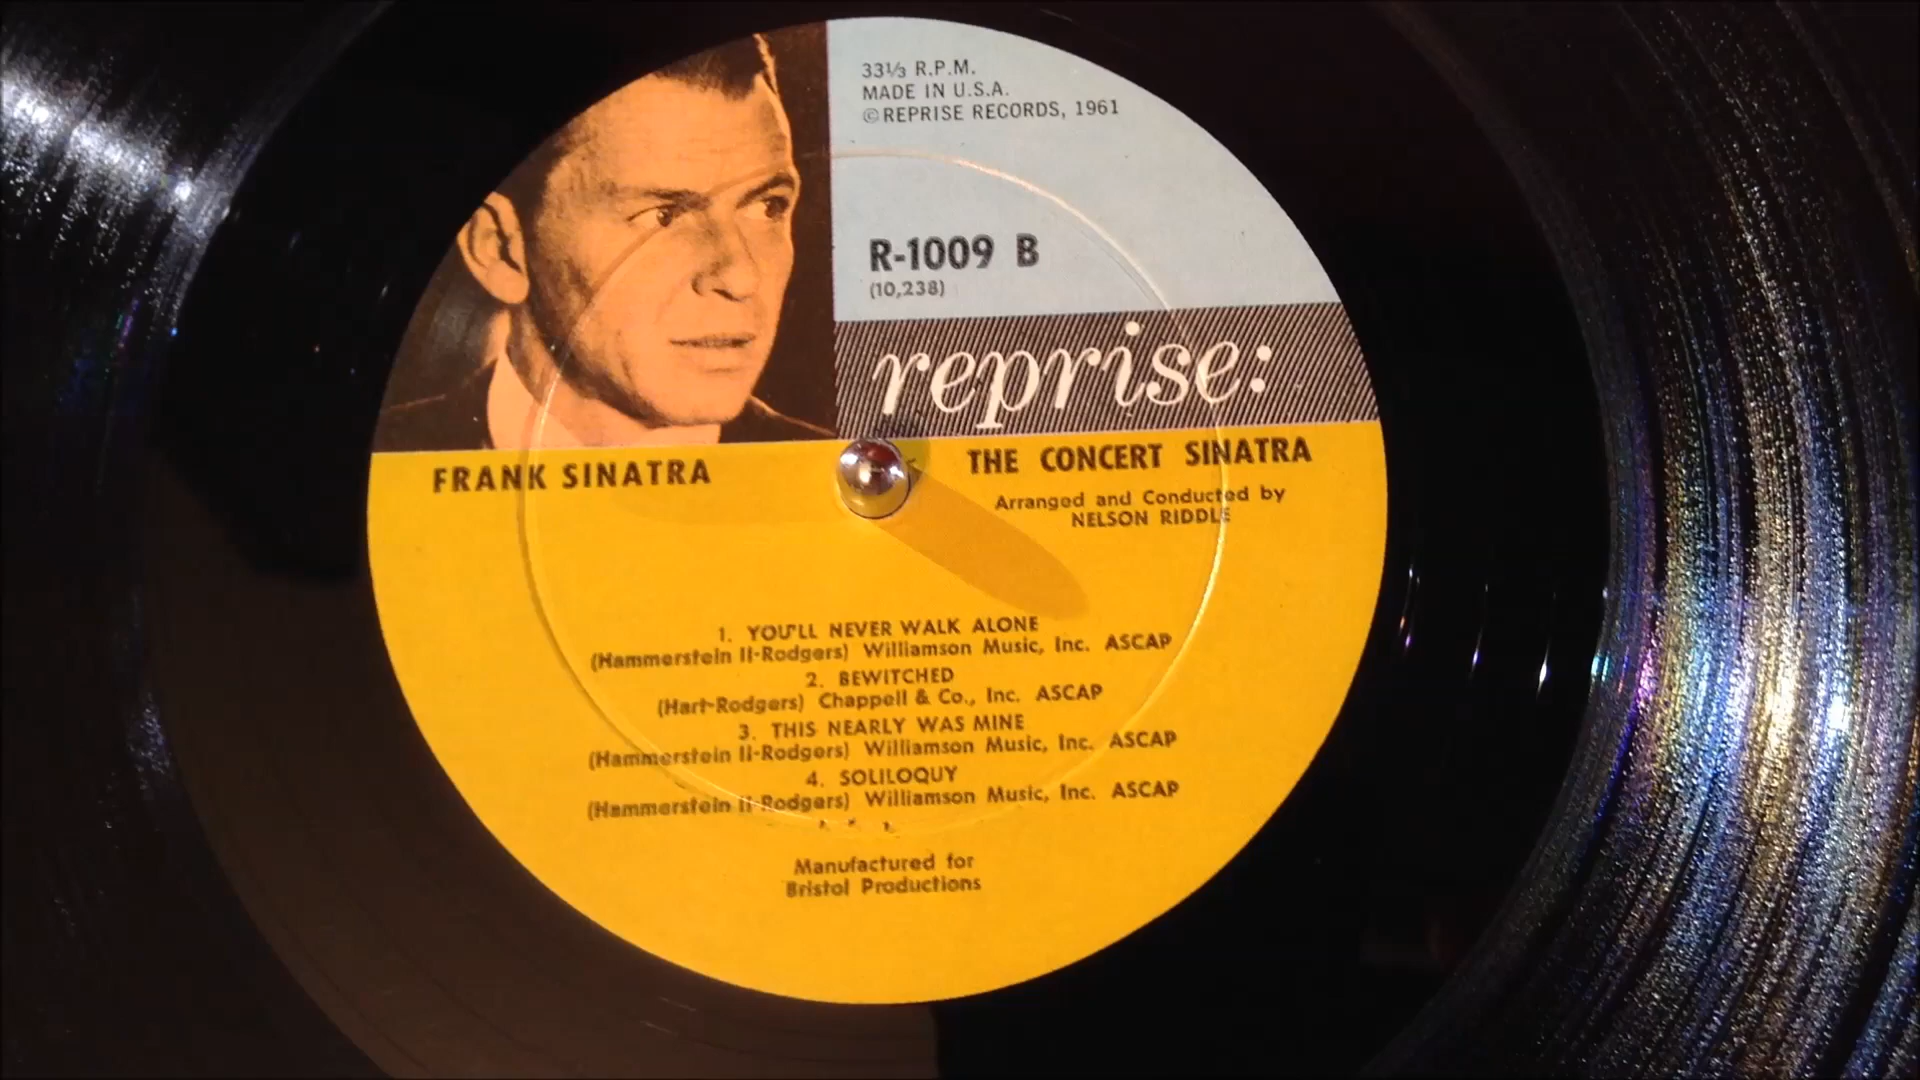 33⅓ R.P.M.
MADE IN U.S.A.
©REPRISE RECORDS, 1961
R-1009 B
(10,238)
reprise:
FRANK SINATRA
THE CONCERT SINATRA
Arranged and Conducted by
NELSON RIDDLE
1. YOU'LL NEVER WALK ALONE
(Hammerstein II-Rodgers) Williamson Music, Inc. ASCAP
2. BEWITCHED
(Hart-Rodgers) Chappell & Co., Inc. ASCAP
3. THIS NEARLY WAS MINE
(Hammerstein II-Rodgers) Williamson Music, Inc. ASCAP
4. SOLILOQUY
(Hammerstein II-Rodgers) Williamson Music, Inc. ASCAP
Manufactured for
Bristol Productions